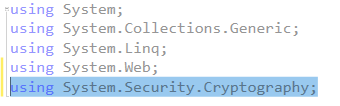 using System;
using System.Collections.Generic;
using System.Linq;
using System.Web;
using System.Security.Cryptography;